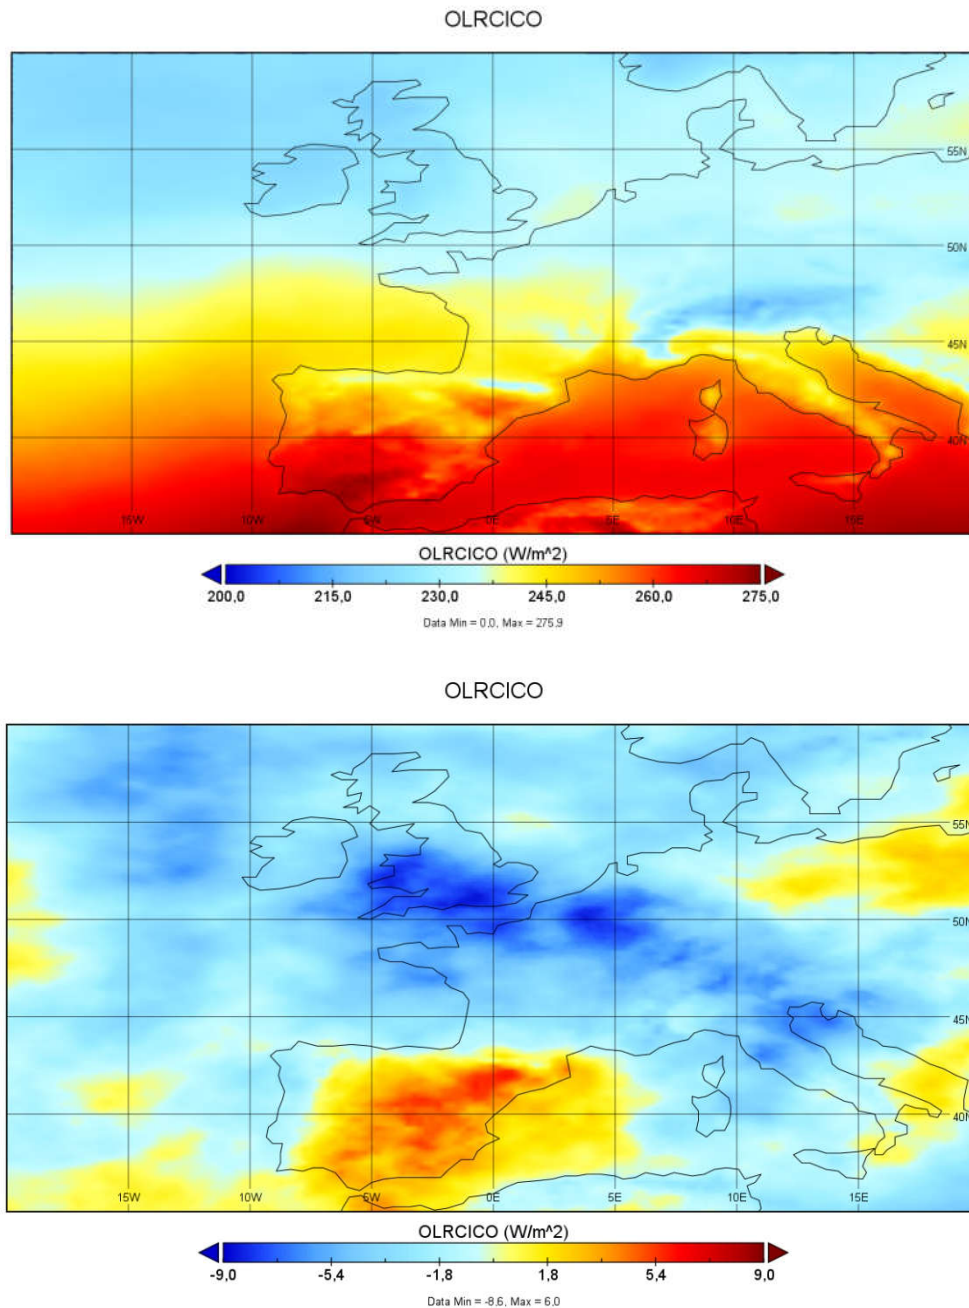 OLRCICO
55N
50N
45N
40N
15W 10W 5W 0E 5E 10E 15E
OLRCICO (W/m^2)
200,0 215,0 230,0 245,0 260,0 275,0
Data Min = 0,0, Max = 275,9
OLRCICO
55N
50N
45N
40N
15W 10W 5W 0E 5E 10E 15E
OLRCICO (W/m^2)
-9,0 -5,4 -1,8 1,8 5,4 9,0
Data Min = -8,6, Max = 6,0